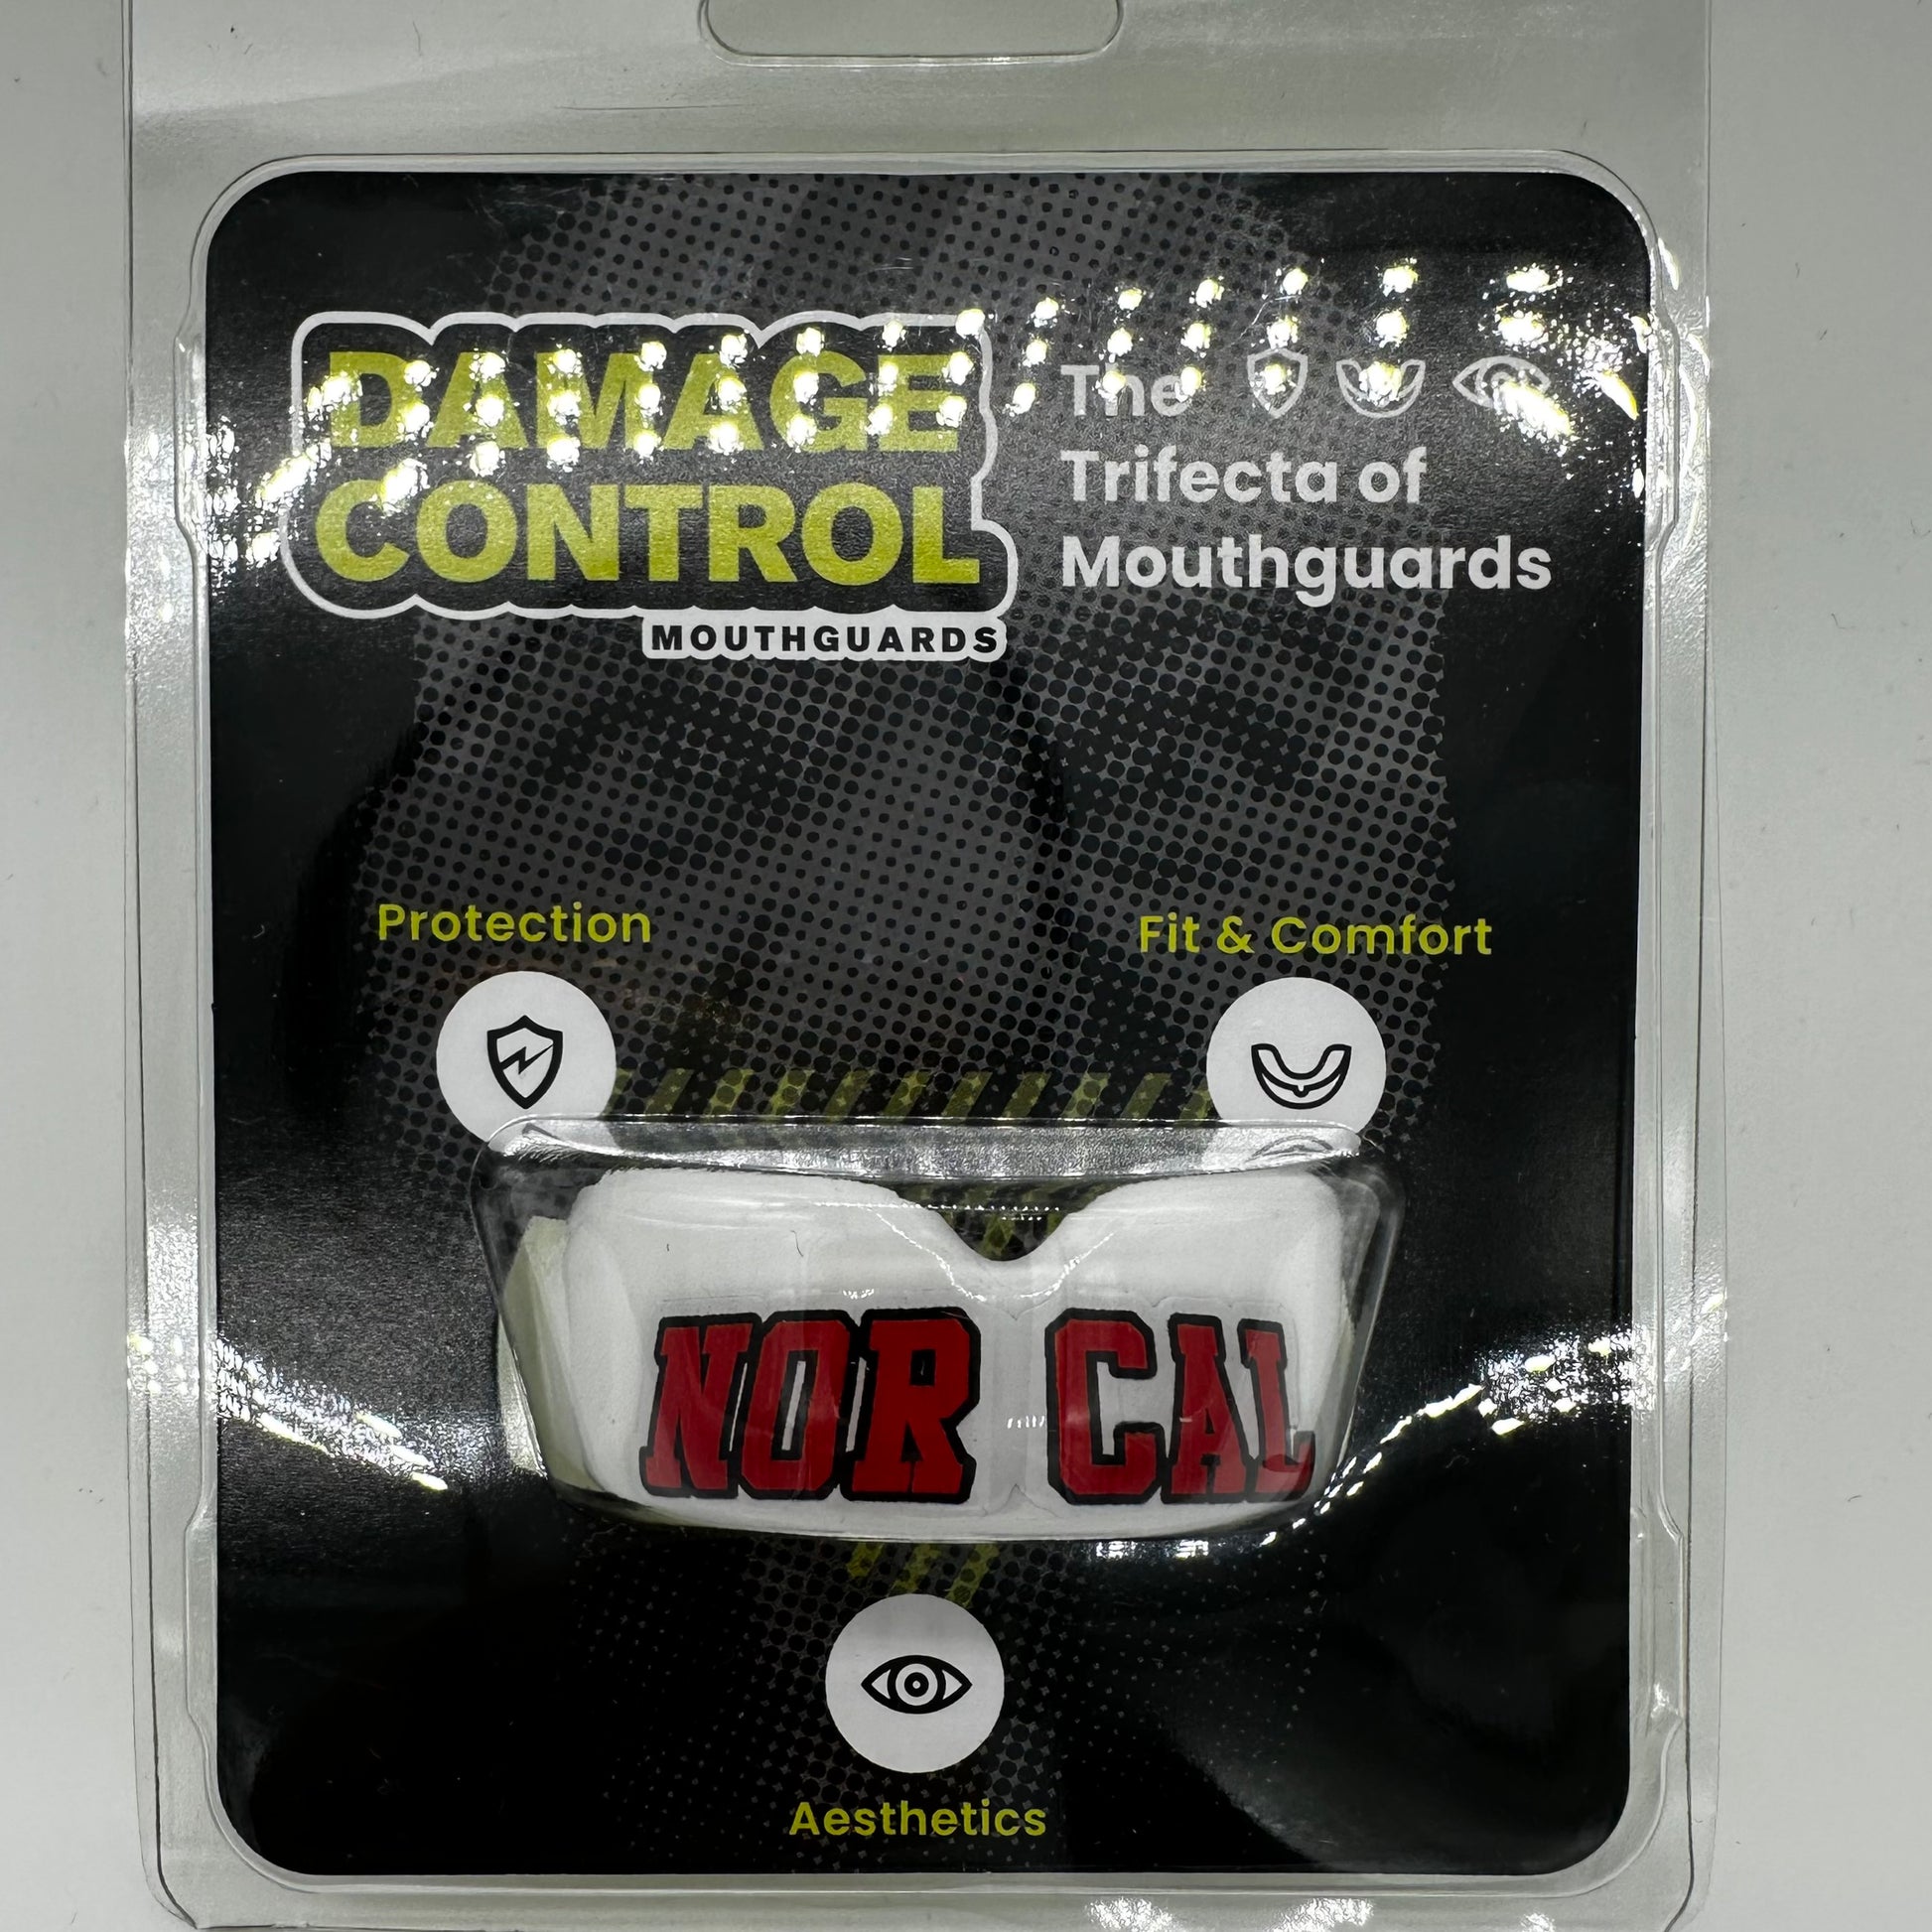 DAMAGE
CONTROL
MOUTHGUARDS
The
Trifecta of
Mouthguards
Protection
Fit & Comfort
NOR CAL
Aesthetics